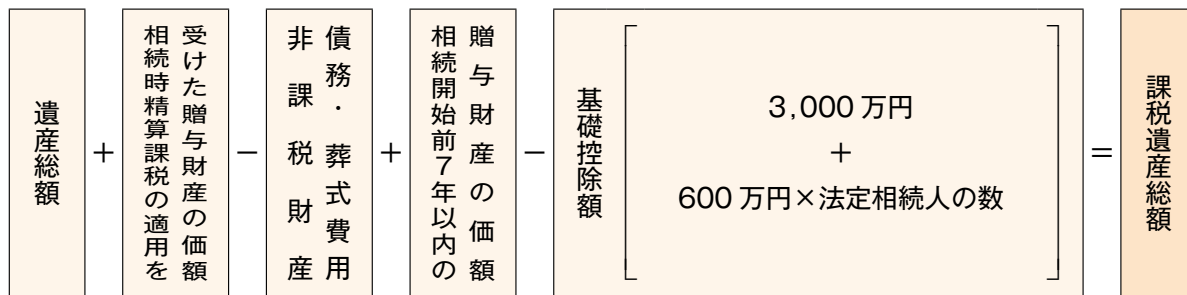 遺産総額
＋
相続時精算課税の適用を
受けた贈与財産の価額
－
債務・葬式費用
非課税財産
＋
相続開始前7年以内の
贈与財産の価額
－
基礎控除額
3,000万円
＋
600万円×法定相続人の数
＝
課税遺産総額